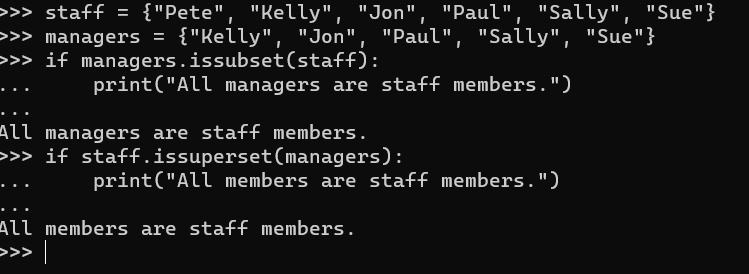 >>> staff = {"Pete", "Kelly", "Jon", "Paul", "Sally", "Sue"}
>>> managers = {"Kelly", "Jon", "Paul", "Sally", "Sue"}
>>> if managers.issubset(staff):
...     print("All managers are staff members.")
...
All managers are staff members.
>>> if staff.issuperset(managers):
...     print("All members are staff members.")
...
All members are staff members.
>>>